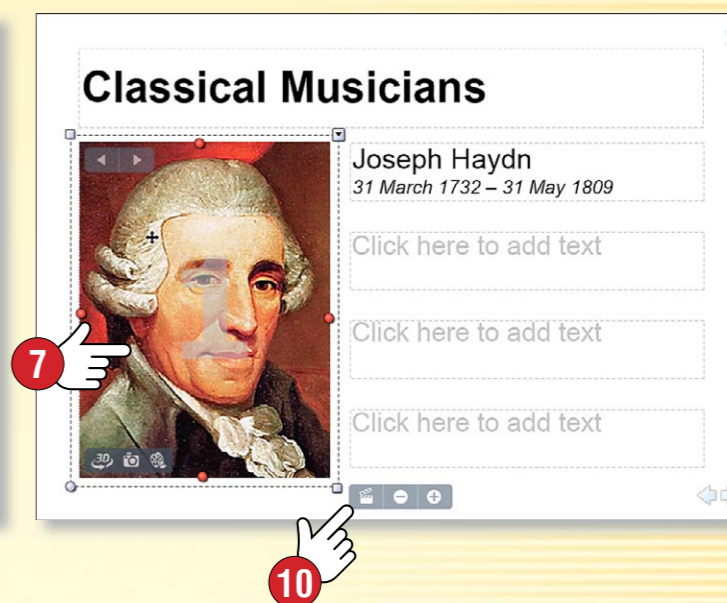 Classical Musicians
Joseph Haydn
31 March 1732 – 31 May 1809
Click here to add text
Click here to add text
Click here to add text
3D
7
10